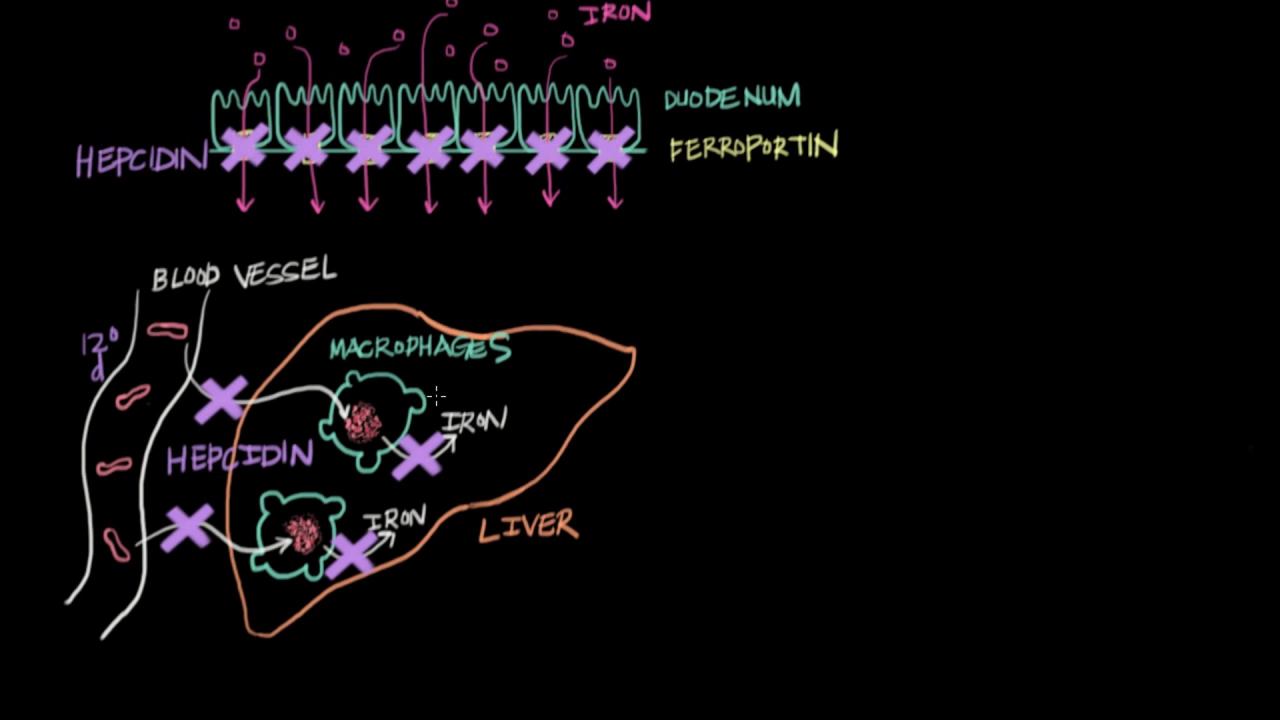 IRON
DUODENUM
FERROPORTIN
HEPCIDIN
BLOOD VESSEL
120
d
MACROPHAGES
IRON
HEPCIDIN
IRON
LIVER